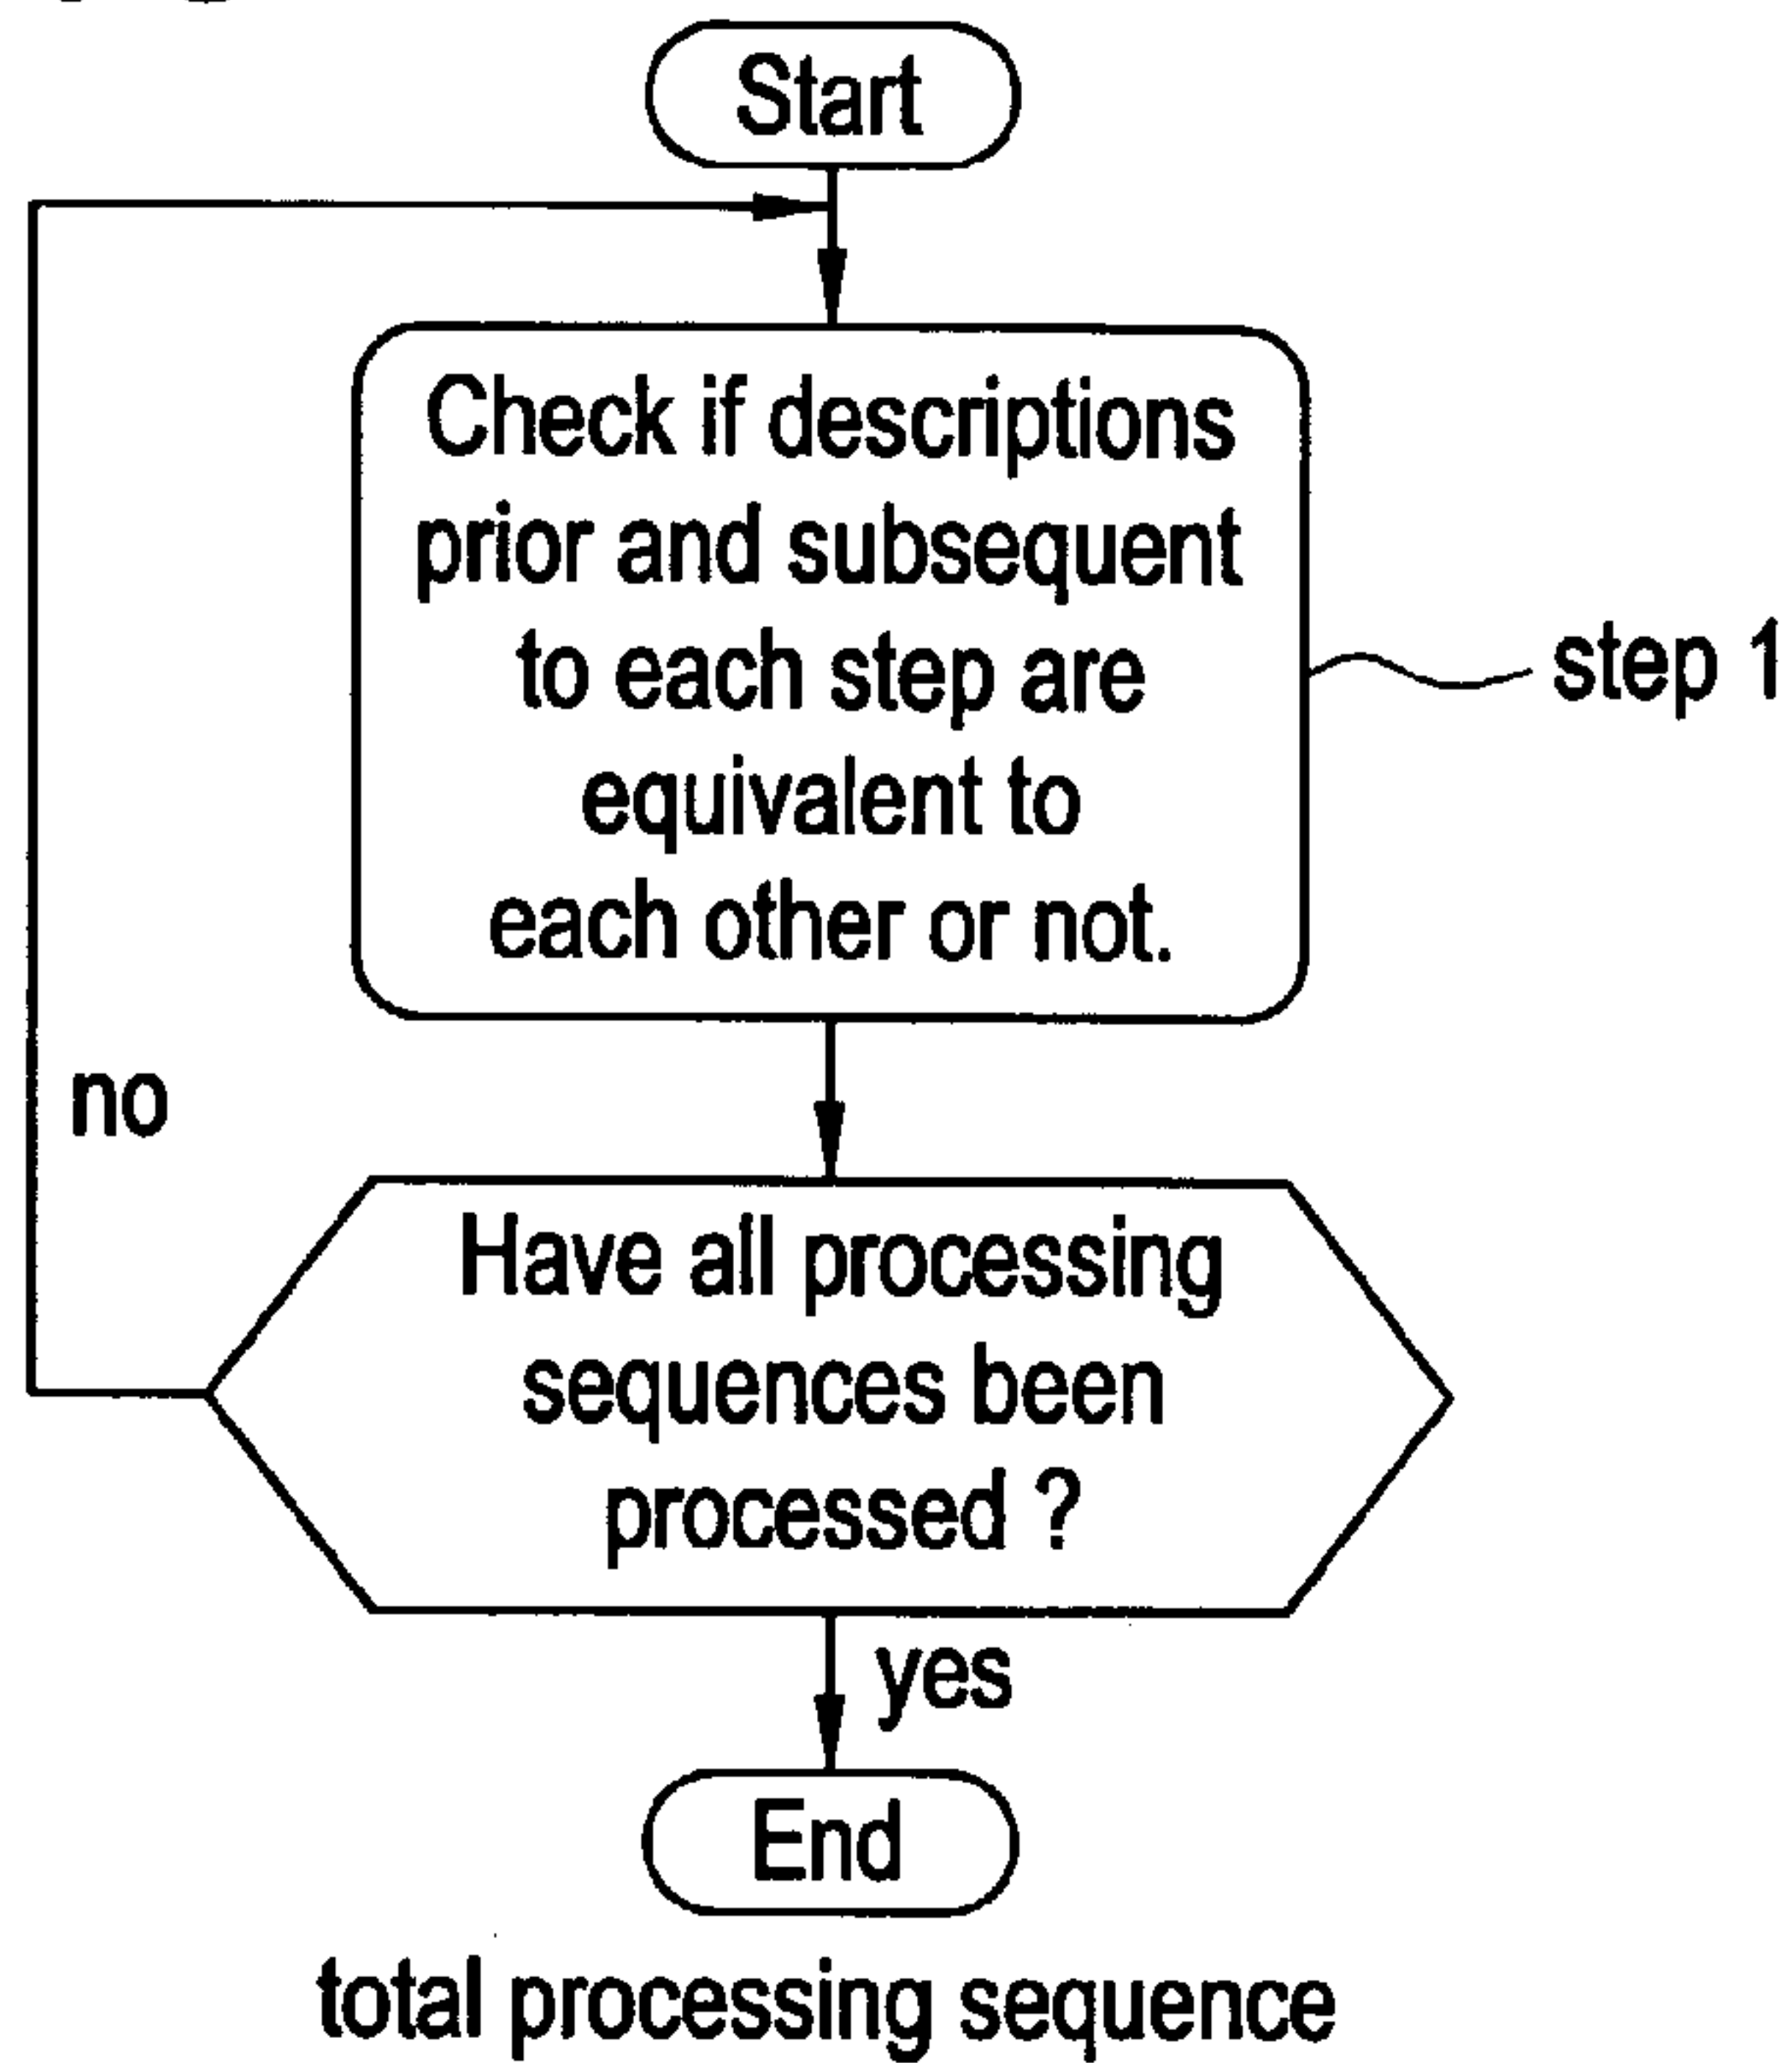 Start
Check if descriptions
prior and subsequent
to each step are
equivalent to
each other or not.
step 1
no
Have all processing
sequences been
processed ?
yes
End
total processing sequence